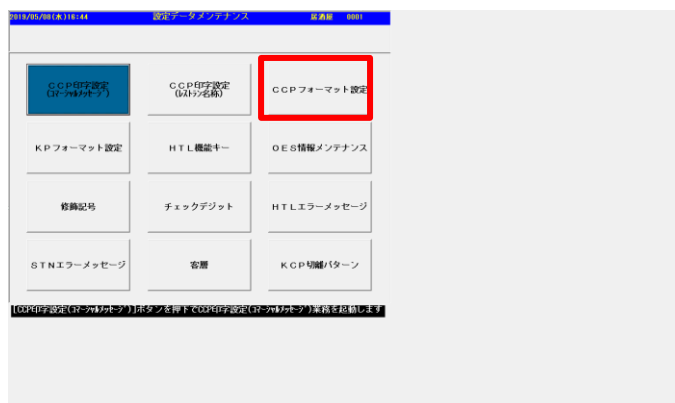 2019/05/08(水)16:44 設定データメンテナンス 居酒屋 0001
CCP印字設定
(ｺﾏｰｼｬﾙﾒｯｾｰｼﾞ)
CCP印字設定
(ﾚｽﾄﾗﾝ名称)
CCPフォーマット設定
KPフォーマット設定
HTL機能キー
OES情報メンテナンス
修飾記号
チェックデジット
HTLエラーメッセージ
STNエラーメッセージ
客層
KCP切離パターン
[CCP印字設定(ｺﾏｰｼｬﾙﾒｯｾｰｼﾞ)]ボタンを押下でCCP印字設定(ｺﾏｰｼｬﾙﾒｯｾｰｼﾞ)業務を起動します